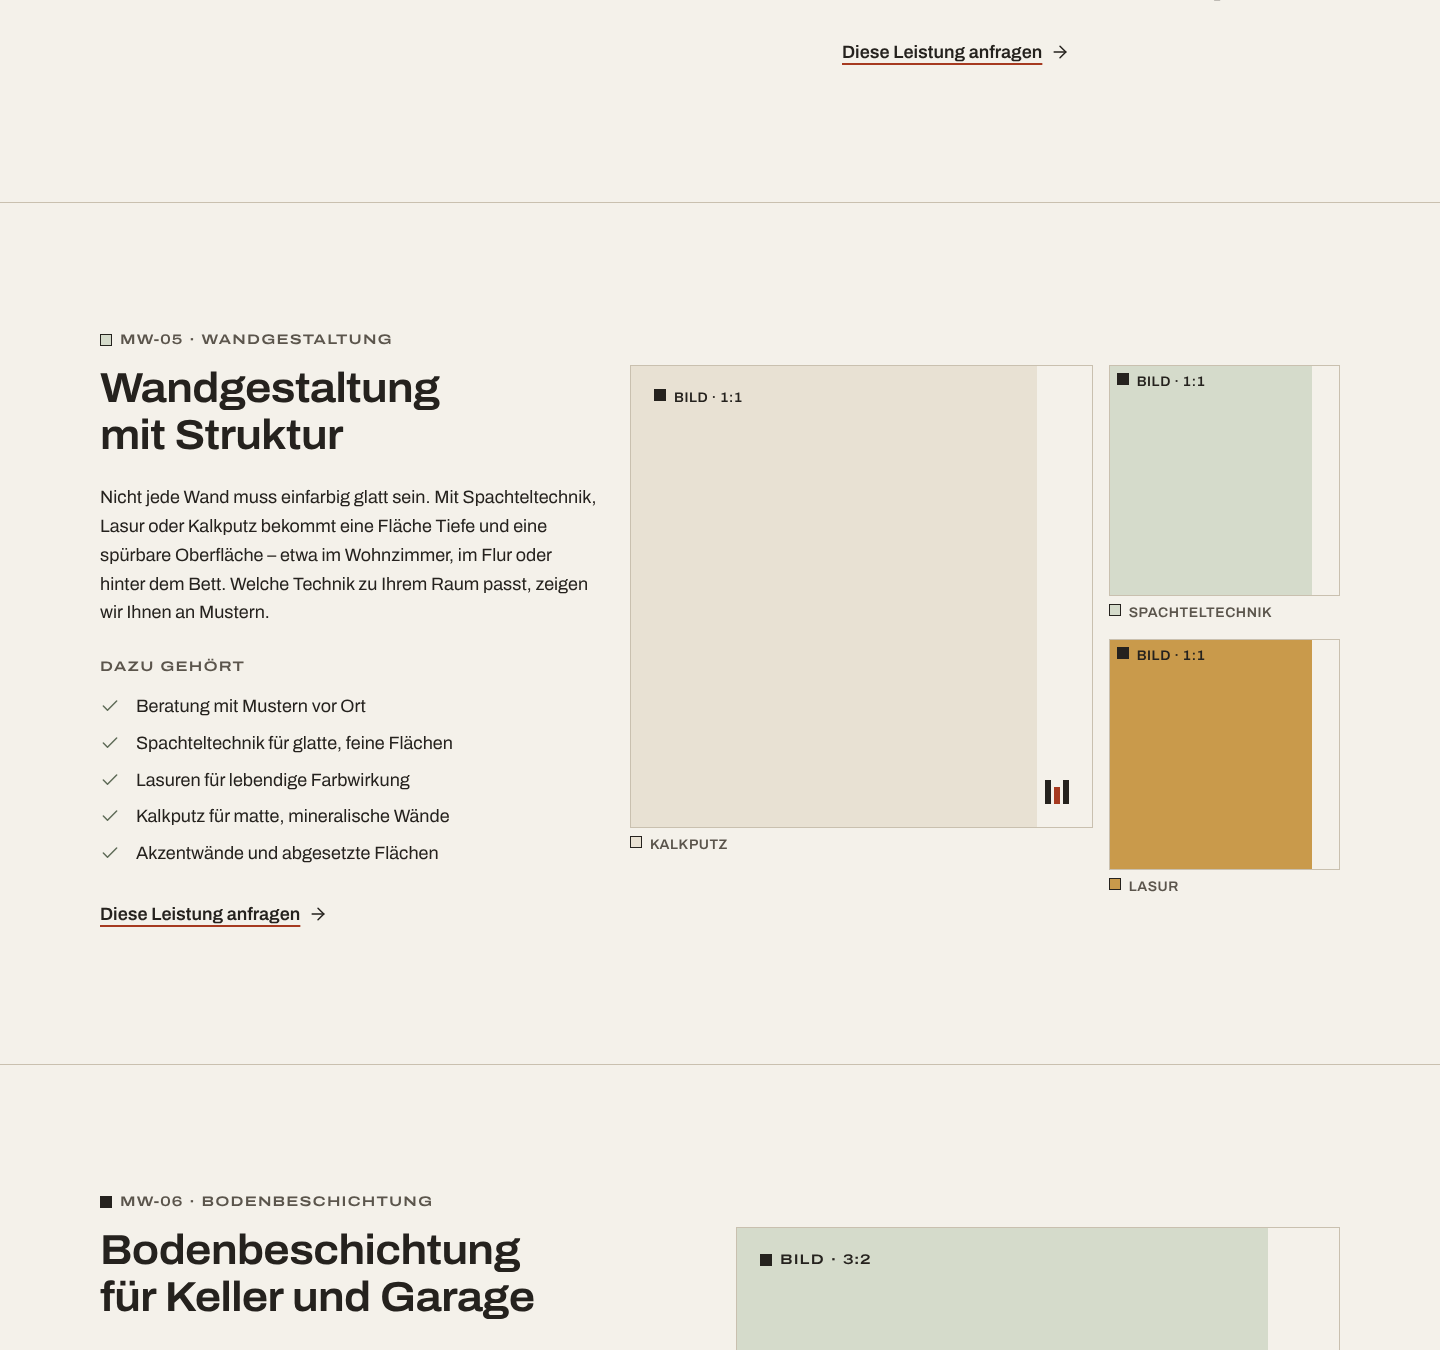 Diese Leistung anfragen
MW-05 · WANDGESTALTUNG
Wandgestaltung
mit Struktur
Nicht jede Wand muss einfarbig glatt sein. Mit Spachteltechnik,
Lasur oder Kalkputz bekommt eine Fläche Tiefe und eine
spürbare Oberfläche – etwa im Wohnzimmer, im Flur oder
hinter dem Bett. Welche Technik zu Ihrem Raum passt, zeigen
wir Ihnen an Mustern.
DAZU GEHÖRT
Beratung mit Mustern vor Ort
Spachteltechnik für glatte, feine Flächen
Lasuren für lebendige Farbwirkung
Kalkputz für matte, mineralische Wände
Akzentwände und abgesetzte Flächen
Diese Leistung anfragen
BILD · 1:1
KALKPUTZ
BILD · 1:1
SPACHTELTECHNIK
BILD · 1:1
LASUR
MW-06 · BODENBESCHICHTUNG
Bodenbeschichtung
für Keller und Garage
BILD · 3:2